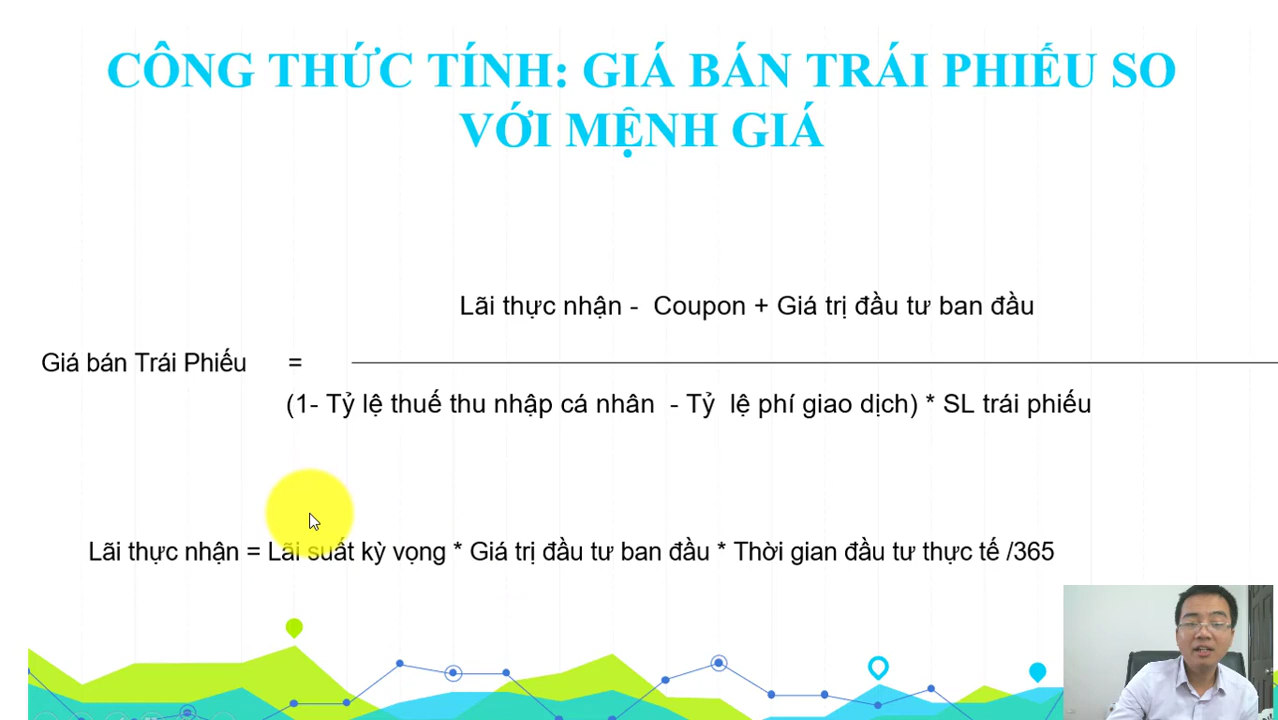 CÔNG THỨC TÍNH: GIÁ BÁN TRÁI PHIẾU SO
VỚI MỆNH GIÁ
Lãi thực nhận - Coupon + Giá trị đầu tư ban đầu
Giá bán Trái Phiếu =
(1- Tỷ lệ thuế thu nhập cá nhân - Tỷ lệ phí giao dịch) * SL trái phiếu
Lãi thực nhận = Lãi suất kỳ vọng * Giá trị đầu tư ban đầu * Thời gian đầu tư thực tế /365